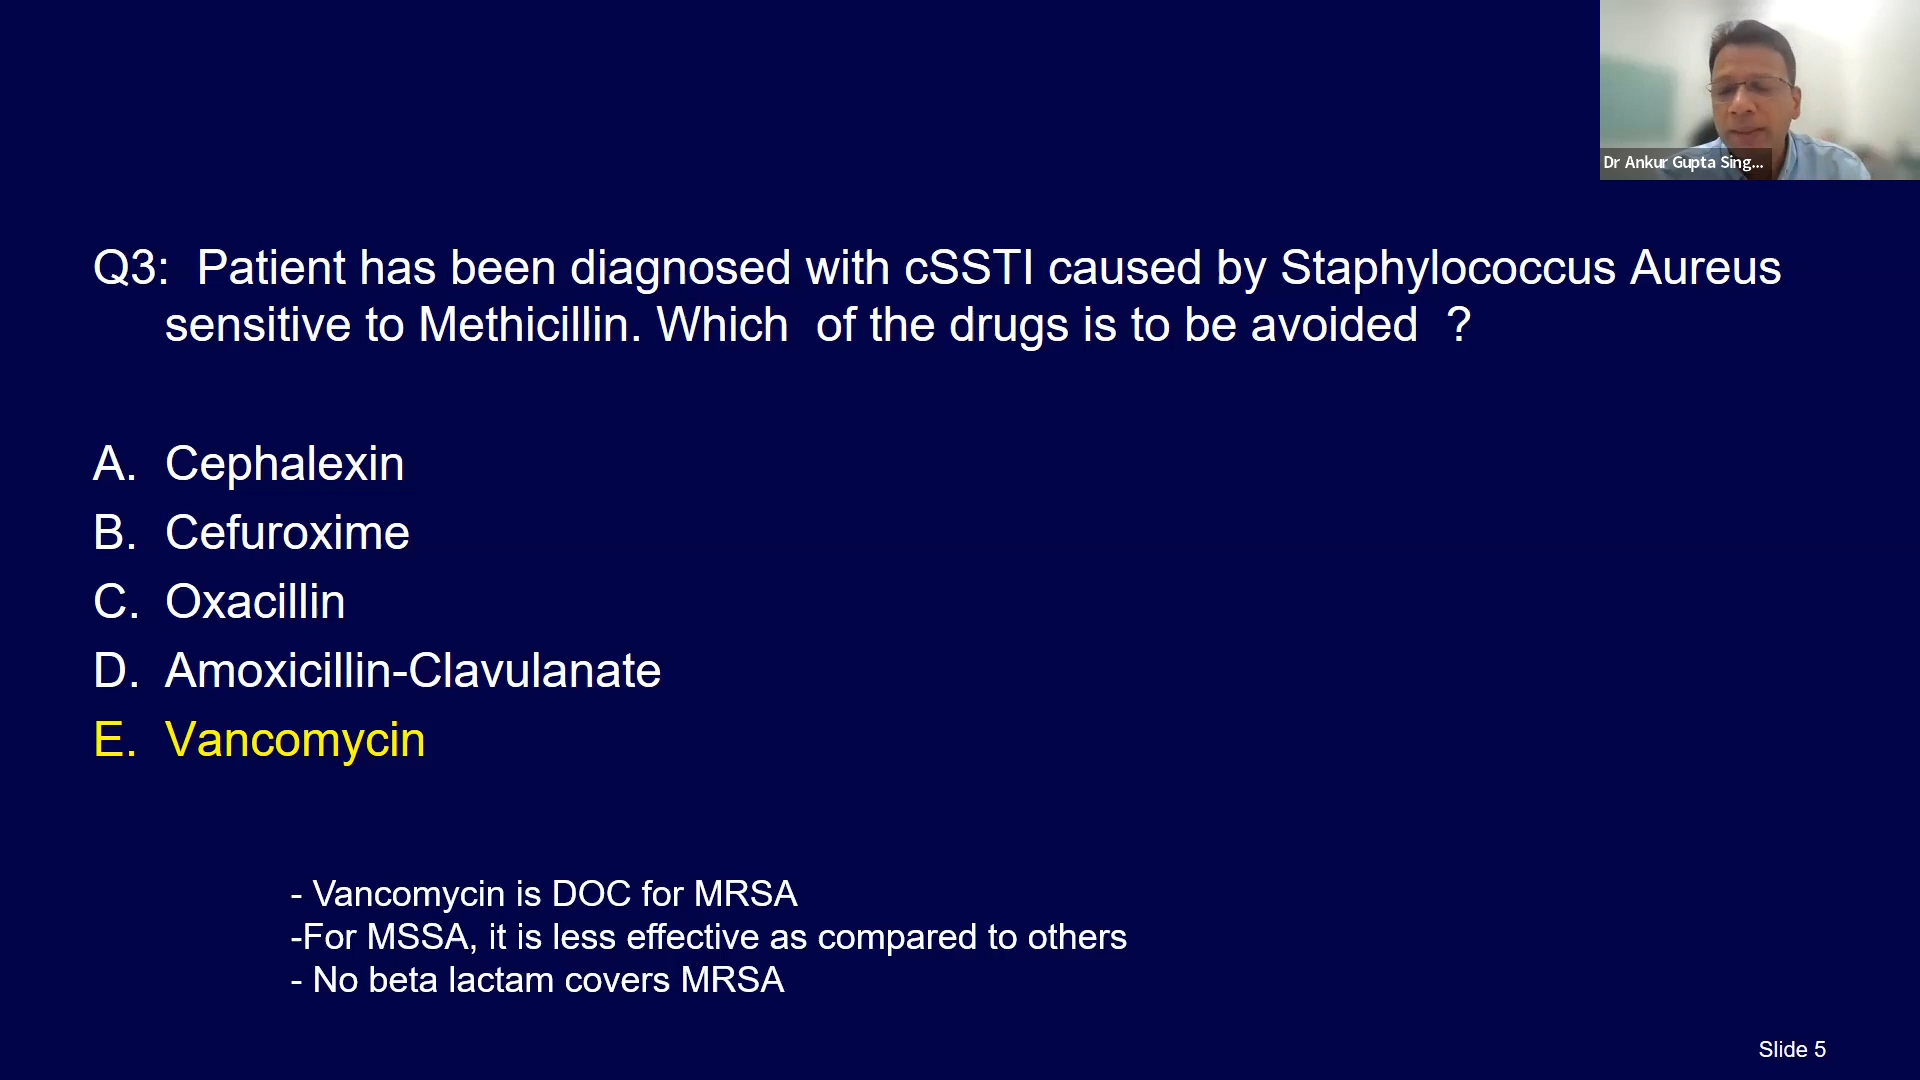 Dr Ankur Gupta Sing...
Q3: Patient has been diagnosed with cSSTI caused by Staphylococcus Aureus
sensitive to Methicillin. Which of the drugs is to be avoided ?
A. Cephalexin
B. Cefuroxime
C. Oxacillin
D. Amoxicillin-Clavulanate
E. Vancomycin
- Vancomycin is DOC for MRSA
-For MSSA, it is less effective as compared to others
- No beta lactam covers MRSA
Slide 5